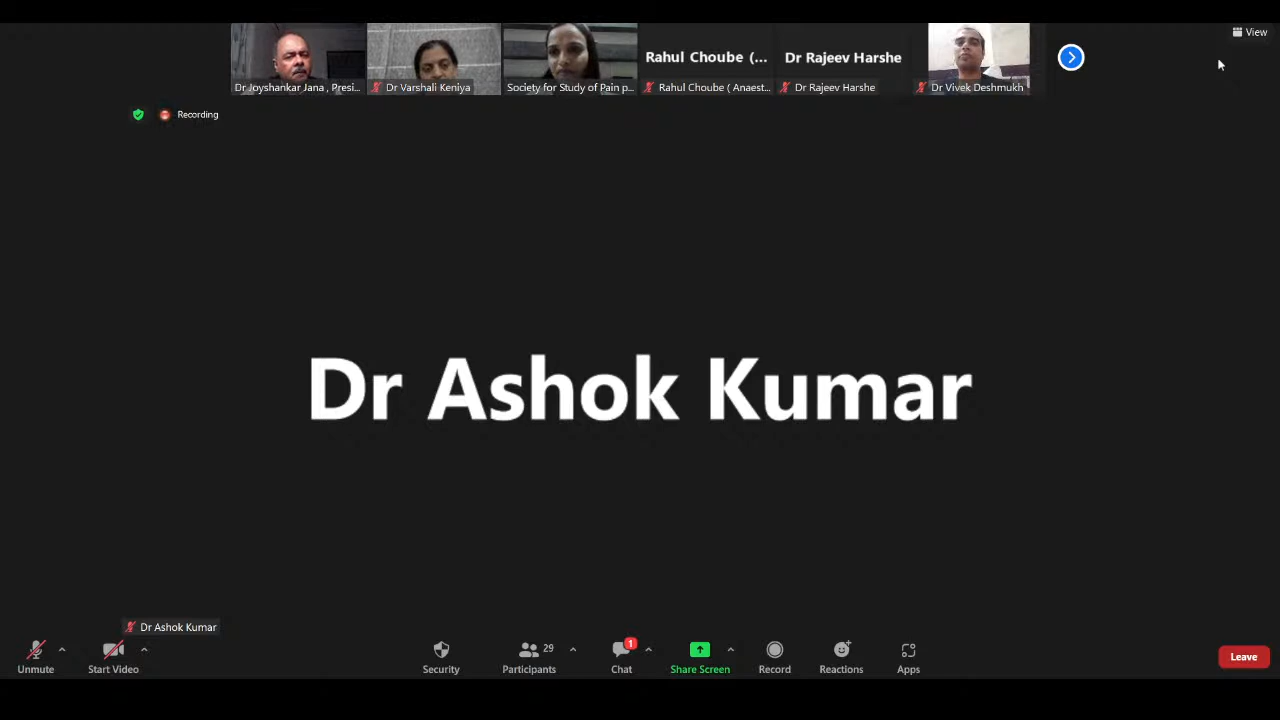 View
Rahul Choube (...
Dr Rajeev Harshe
Dr Joyshankar Jana , Presi...
Dr Varshali Keniya
Society for Study of Pain p...
Rahul Choube ( Anaest...
Dr Rajeev Harshe
Dr Vivek Deshmukh
Recording
Dr Ashok Kumar
Dr Ashok Kumar
29
1
Unmute
Start Video
Security
Participants
Chat
Share Screen
Record
Reactions
Apps
Leave